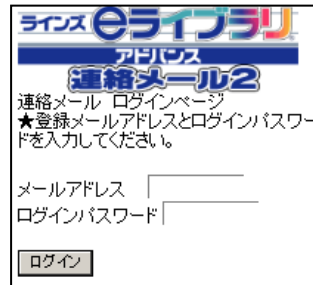 ラインズ eライブラリ
アドバンス
連絡メール2
連絡メール ログインページ
★登録メールアドレスとログインパスワー
ドを入力してください。
メールアドレス
ログインパスワード
ログイン